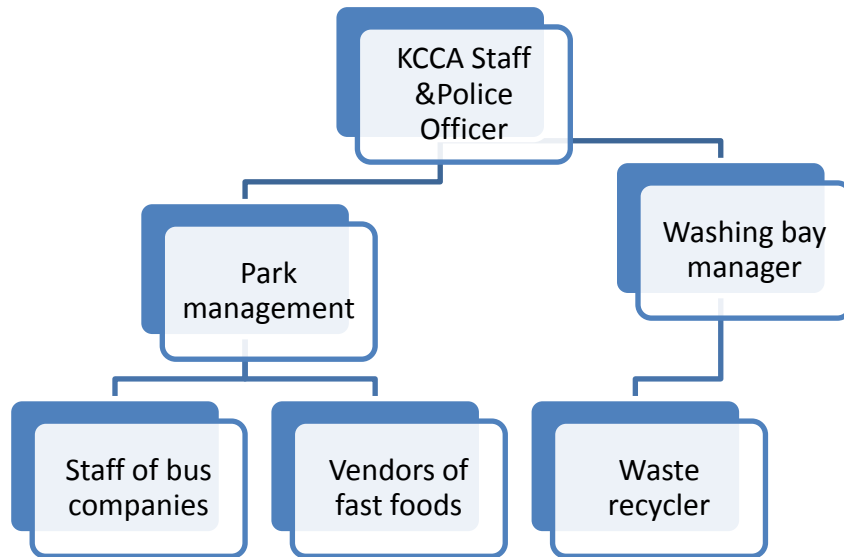 KCCA Staff
&Police
Officer
Park
management
Washing bay
manager
Staff of bus
companies
Vendors of
fast foods
Waste
recycler